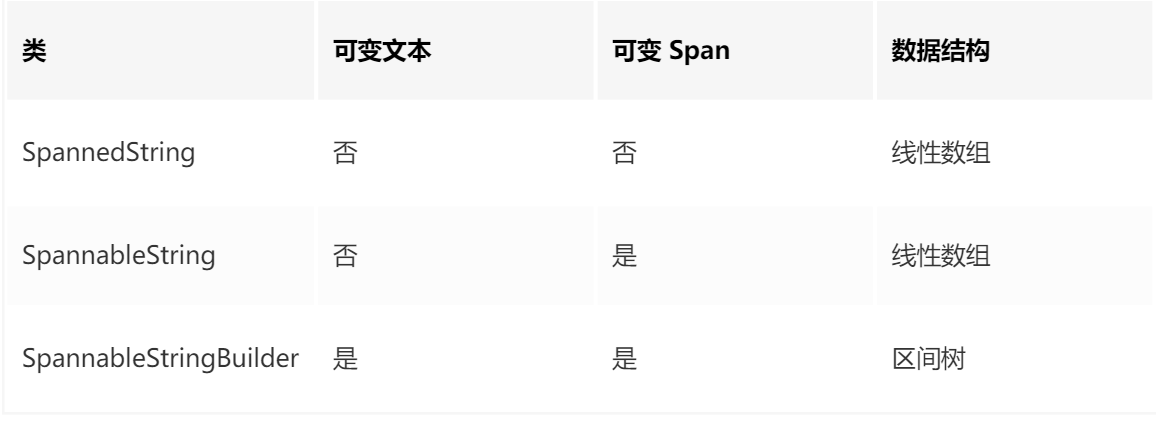 类 可变文本 可变 Span 数据结构
SpannedString 否 否 线性数组
SpannableString 否 是 线性数组
SpannableStringBuilder 是 是 区间树